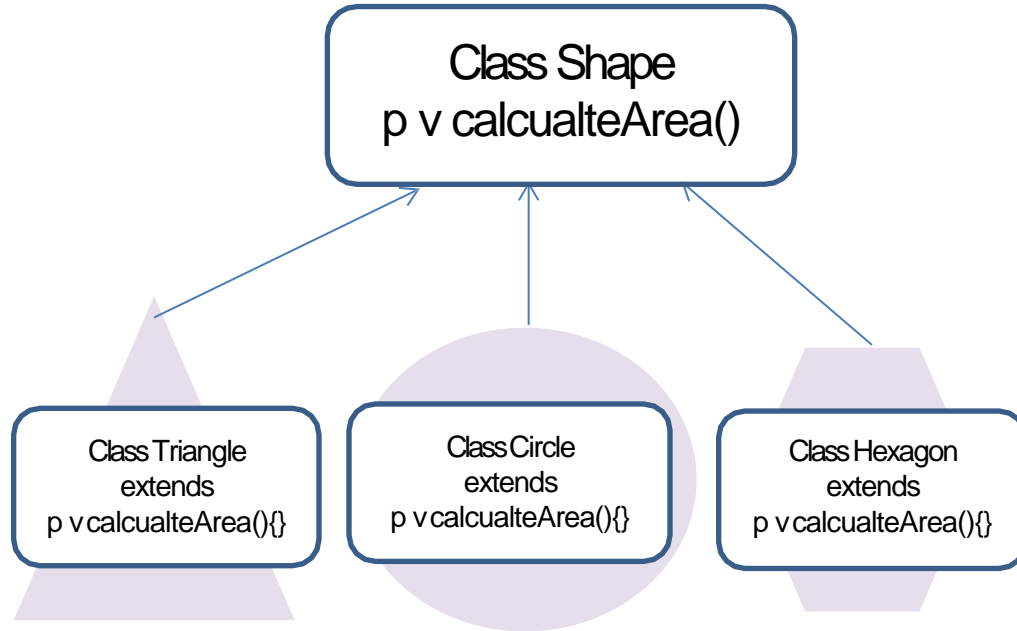 Class Shape
p v calcualteArea()
Class Triangle
extends
p v calcualteArea(){}
Class Circle
extends
p v calcualteArea(){}
Class Hexagon
extends
p v calcualteArea(){}